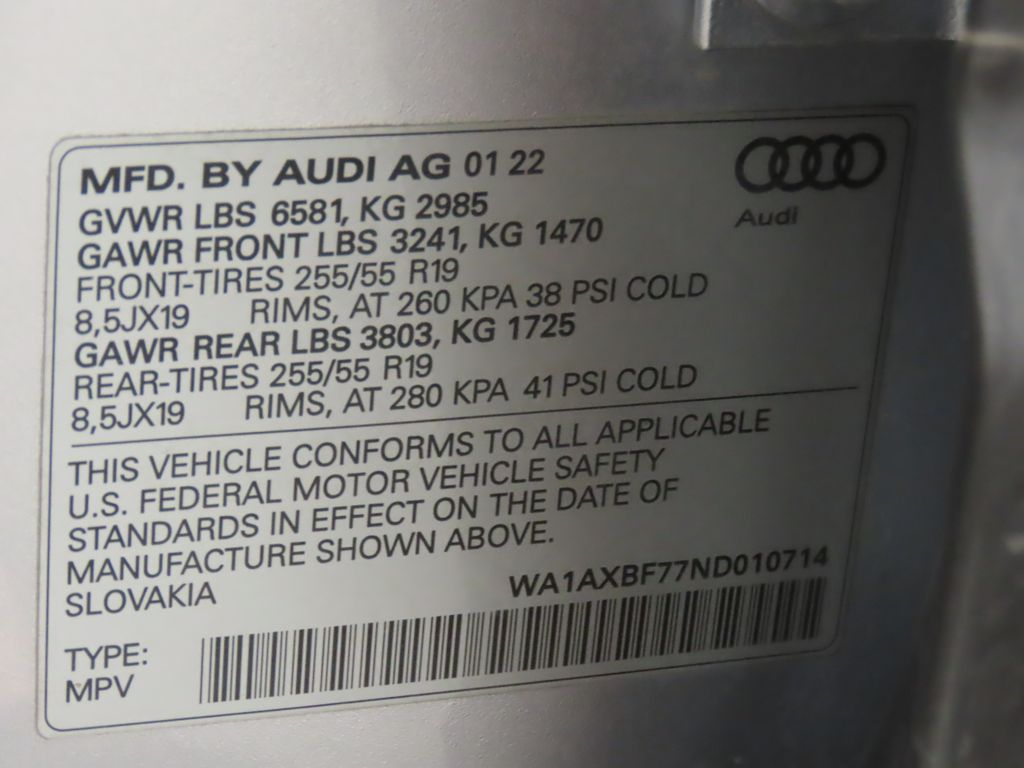 MFD. BY AUDI AG 01 22
Audi
GVWR LBS 6581, KG 2985
GAWR FRONT LBS 3241, KG 1470
FRONT-TIRES 255/55 R19
8,5JX19 RIMS, AT 260 KPA 38 PSI COLD
GAWR REAR LBS 3803, KG 1725
REAR-TIRES 255/55 R19
8,5JX19 RIMS, AT 280 KPA 41 PSI COLD
THIS VEHICLE CONFORMS TO ALL APPLICABLE
U.S. FEDERAL MOTOR VEHICLE SAFETY
STANDARDS IN EFFECT ON THE DATE OF
MANUFACTURE SHOWN ABOVE.
SLOVAKIA WA1AXBF77ND010714
TYPE:
MPV